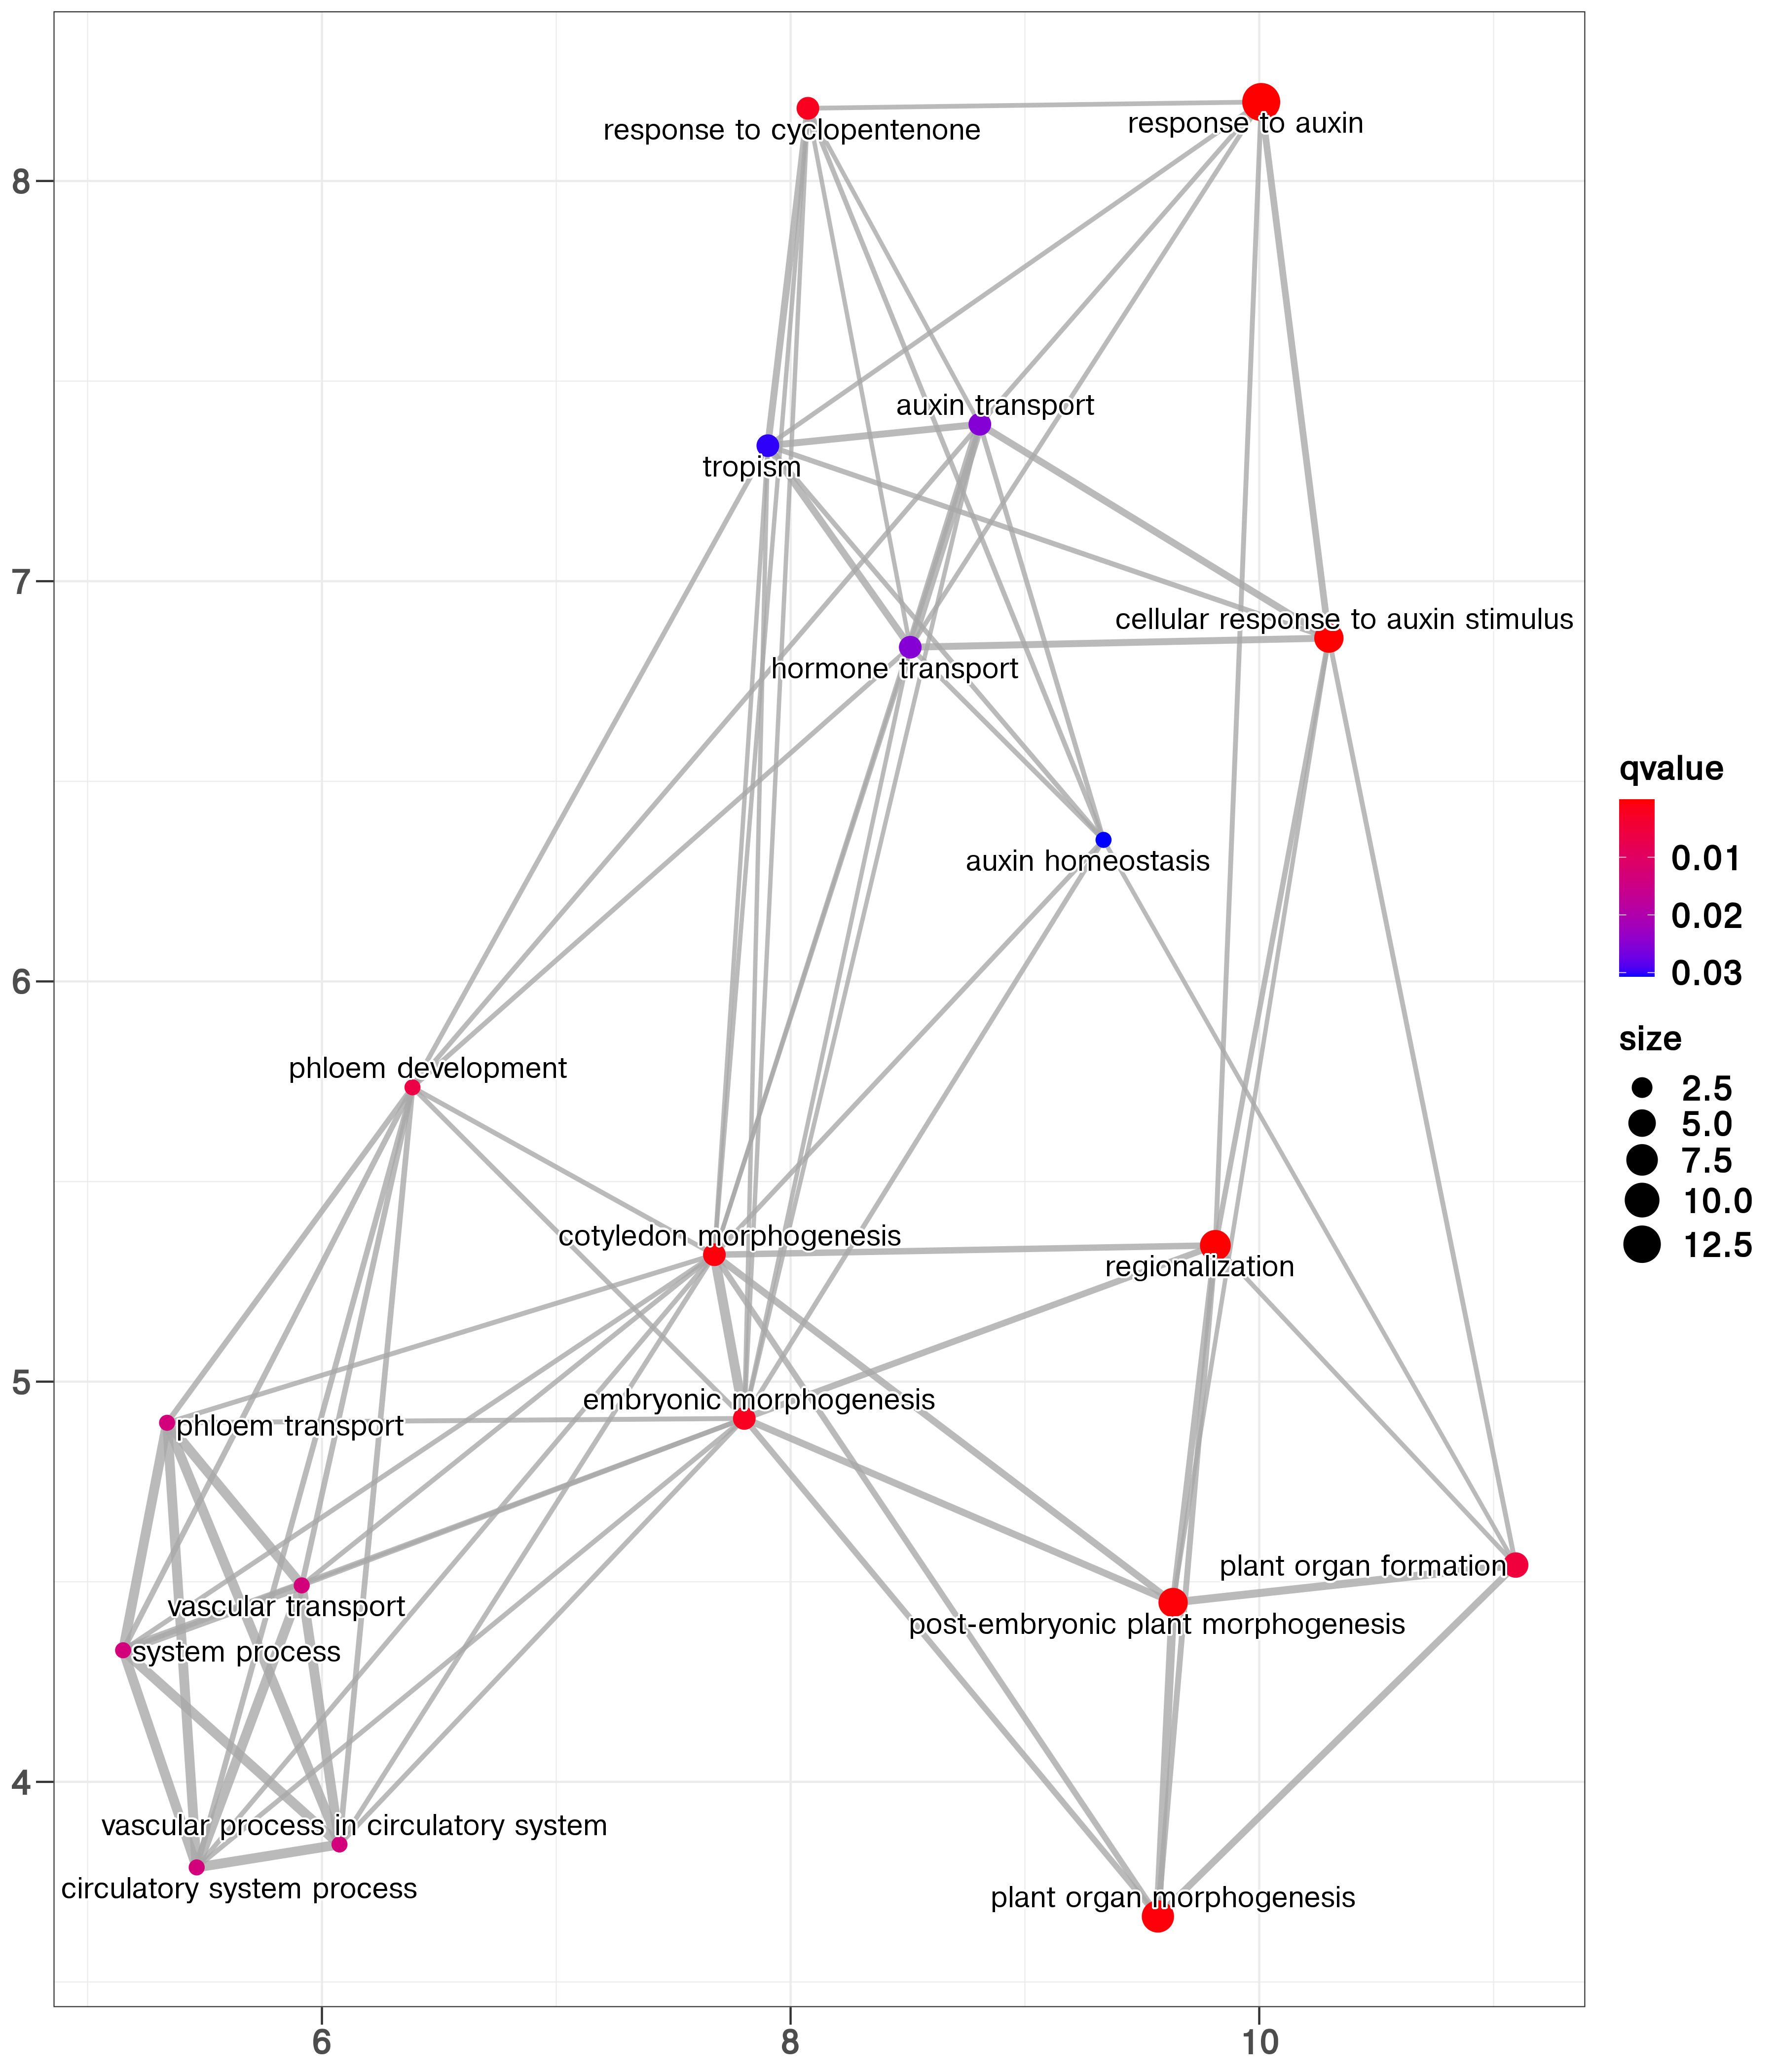 response to cyclopentenone
response to auxin
8
auxin transport
tropism
7
cellular response to auxin stimulus
hormone transport
auxin homeostasis
6
phloem development
cotyledon morphogenesis
regionalization
5
embryonic morphogenesis
phloem transport
plant organ formation
vascular transport
post-embryonic plant morphogenesis
system process
4
vascular process in circulatory system
circulatory system process
plant organ morphogenesis
6
8
10
qvalue
0.01
0.02
0.03
size
2.5
5.0
7.5
10.0
12.5